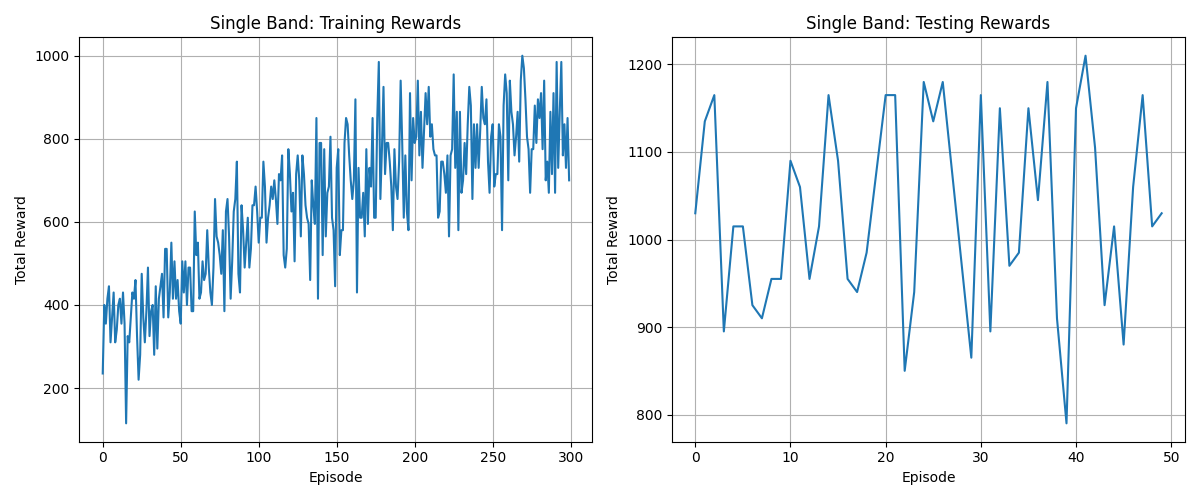 Single Band: Training Rewards
Total Reward
1000
800
600
400
200
0 50 100 150 200 250 300
Episode
Single Band: Testing Rewards
Total Reward
1200
1100
1000
900
800
0 10 20 30 40 50
Episode